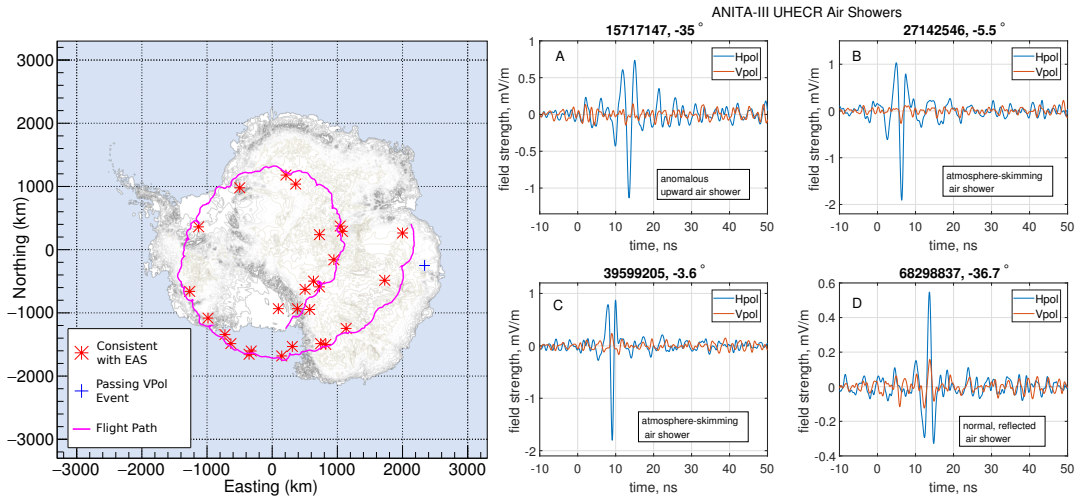 Northing (km)
3000
2000
1000
0
−1000
−2000
−3000
Consistent
with EAS
Passing VPol
Event
Flight Path
−3000 −2000 −1000 0 1000 2000 3000
Easting (km)
ANITA-III UHECR Air Showers
15717147, -35 °
A
Hpol
Vpol
field strength, mV/m
1
0.5
0
-0.5
-1
anomalous
upward air shower
-10 0 10 20 30 40 50
time, ns
27142546, -5.5 °
B
Hpol
Vpol
field strength, mV/m
1
0
-1
-2
atmosphere-skimming
air shower
-10 0 10 20 30 40 50
time, ns
39599205, -3.6 °
C
Hpol
Vpol
field strength, mV/m
1
0
-1
-2
atmosphere-skimming
air shower
-10 0 10 20 30 40 50
time, ns
68298837, -36.7 °
D
Hpol
Vpol
field strength, mV/m
0.6
0.4
0.2
0
-0.2
-0.4
normal, reflected
air shower
-10 0 10 20 30 40 50
time, ns